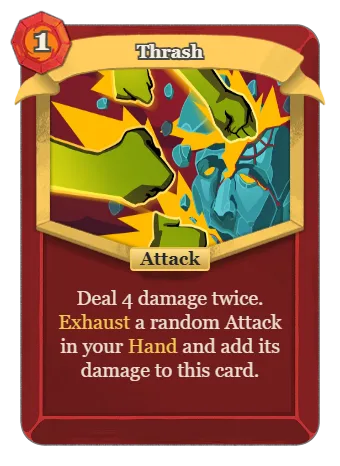 1
Thrash
Attack
Deal 4 damage twice.
Exhaust a random Attack
in your Hand and add its
damage to this card.